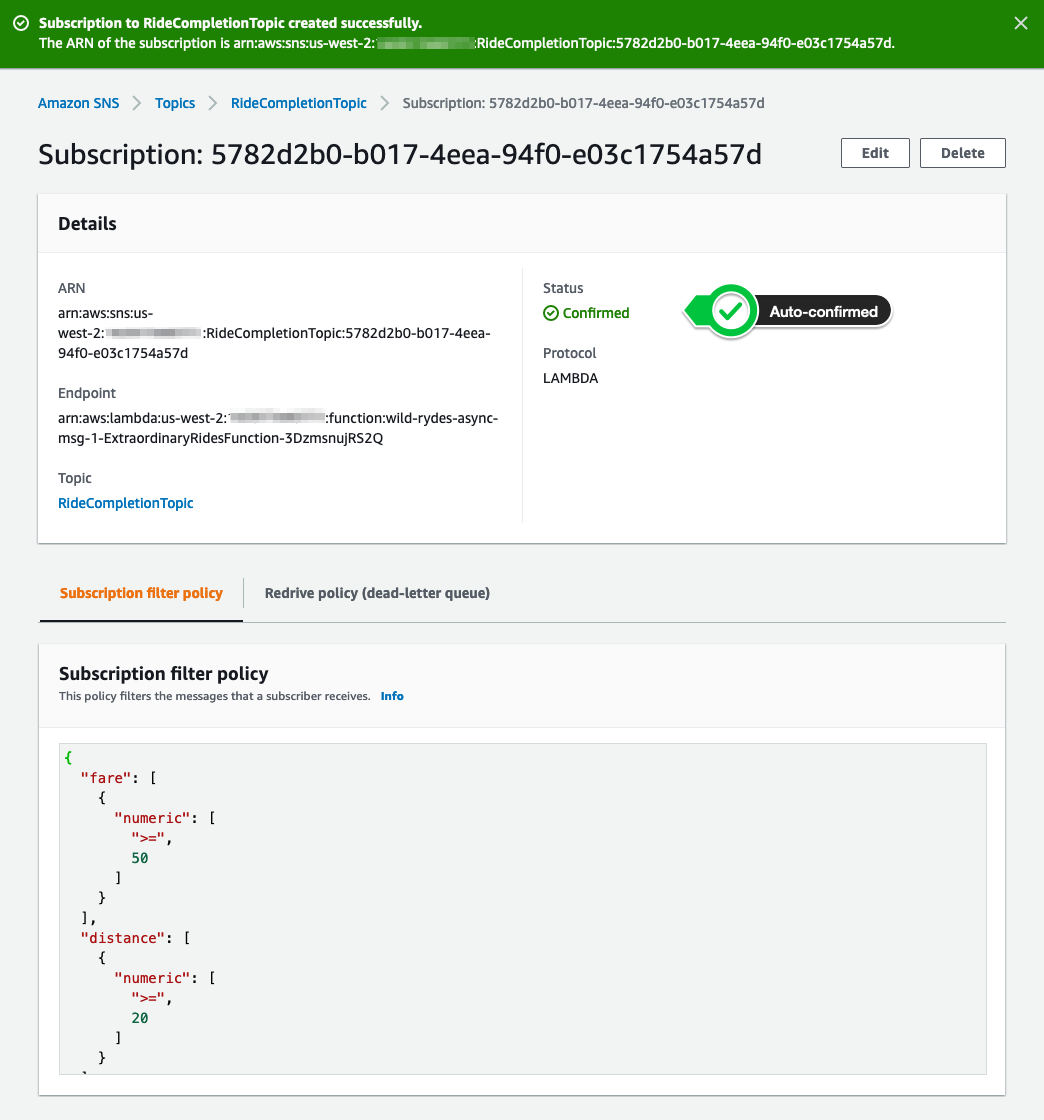 Subscription to RideCompletionTopic created successfully.
The ARN of the subscription is arn:aws:sns:us-west-2: :RideCompletionTopic:5782d2b0-b017-4eea-94f0-e03c1754a57d.
Amazon SNS > Topics > RideCompletionTopic > Subscription: 5782d2b0-b017-4eea-94f0-e03c1754a57d
Subscription: 5782d2b0-b017-4eea-94f0-e03c1754a57d
Edit
Delete
Details
ARN
arn:aws:sns:us-
west-2: :RideCompletionTopic:5782d2b0-b017-4eea-
94f0-e03c1754a57d
Endpoint
arn:aws:lambda:us-west-2: :function:wild-rydes-async-
msg-1-ExtraordinaryRidesFunction-3DzmsnujRS2Q
Topic
RideCompletionTopic
Status
Confirmed
Auto-confirmed
Protocol
LAMBDA
Subscription filter policy
Redrive policy (dead-letter queue)
Subscription filter policy
This policy filters the messages that a subscriber receives. Info
{
"fare": [
{
"numeric": [
">=",
50
]
}
],
"distance": [
{
"numeric": [
">=",
20
]
}